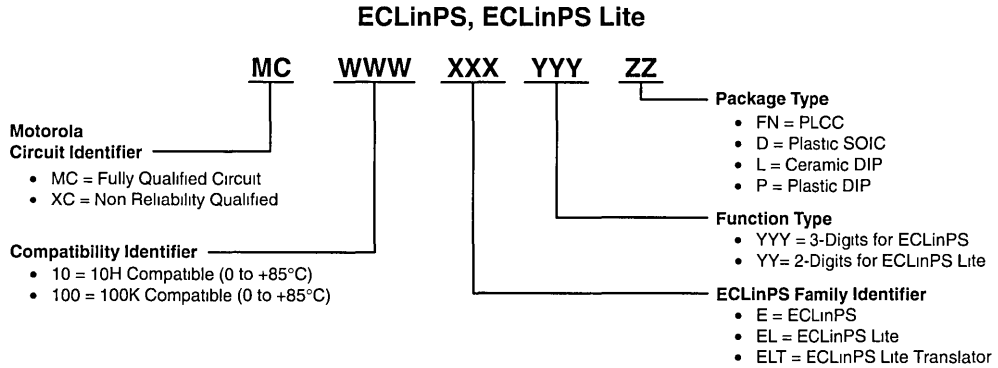 ECLinPS, ECLinPS Lite
MC WWW XXX YYY ZZ
Motorola
Circuit Identifier
• MC = Fully Qualified Circuit
• XC = Non Reliability Qualified
Compatibility Identifier
• 10 = 10H Compatible (0 to +85°C)
• 100 = 100K Compatible (0 to +85°C)
Package Type
• FN = PLCC
• D = Plastic SOIC
• L = Ceramic DIP
• P = Plastic DIP
Function Type
• YYY = 3-Digits for ECLinPS
• YY= 2-Digits for ECLinPS Lite
ECLinPS Family Identifier
• E = ECLinPS
• EL = ECLinPS Lite
• ELT = ECLinPS Lite Translator